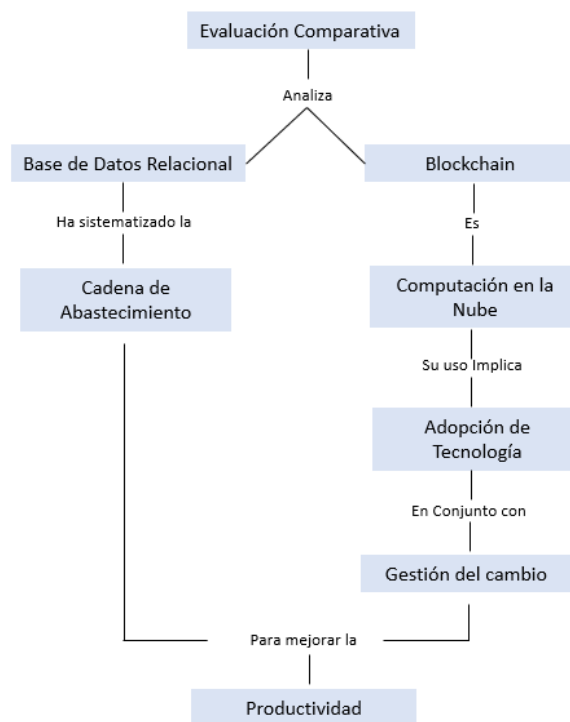 Evaluación Comparativa
Analiza
Base de Datos Relacional
Blockchain
Ha sistematizado la
Es
Cadena de
Abastecimiento
Computación en la
Nube
Su uso Implica
Adopción de
Tecnología
En Conjunto con
Gestión del cambio
Para mejorar la
Productividad